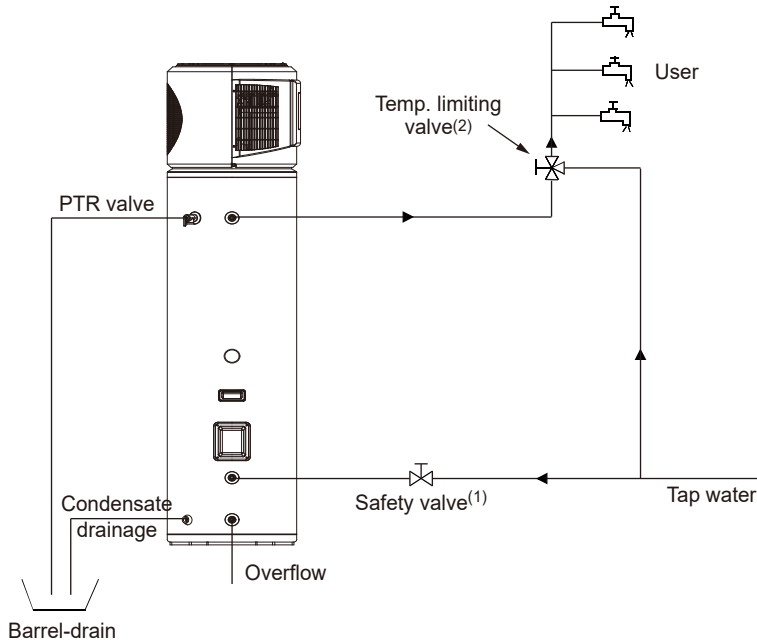 User
Temp. limiting
valve(2)
PTR valve
Safety valve(1)
Tap water
Condensate
drainage
Overflow
Barrel-drain